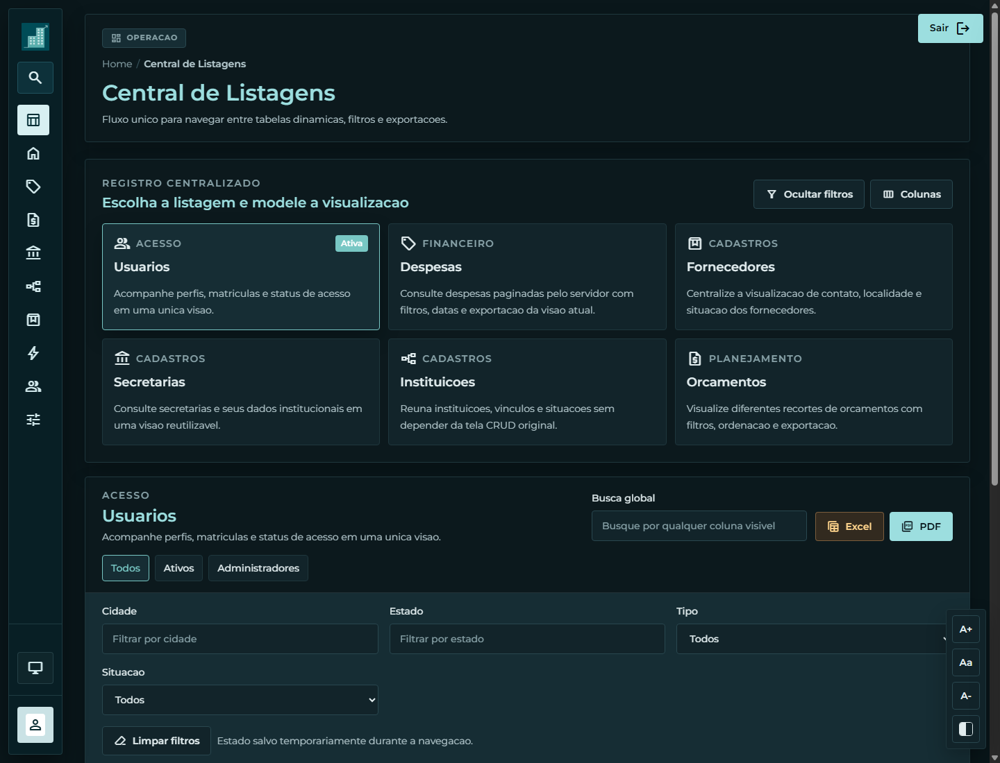 OPERACAO
Sair
Home / Central de Listagens
Central de Listagens
Fluxo unico para navegar entre tabelas dinamicas, filtros e exportacoes.
REGISTRO CENTRALIZADO
Escolha a listagem e modele a visualizacao
Ocultar filtros
Colunas
ACESSO
Ativa
Usuarios
Acompanhe perfis, matriculas e status de acesso
em uma unica visao.
FINANCEIRO
Despesas
Consulte despesas paginadas pelo servidor com
filtros, datas e exportacao da visao atual.
CADASTROS
Fornecedores
Centralize a visualizacao de contato, localidade e
situacao dos fornecedores.
CADASTROS
Secretarias
Consulte secretarias e seus dados institucionais em
uma visao reutilizavel.
CADASTROS
Instituicoes
Reuna instituicoes, vinculos e situacoes sem
depender da tela CRUD original.
PLANEJAMENTO
Orcamentos
Visualize diferentes recortes de orcamentos com
filtros, ordenacao e exportacao.
ACESSO
Usuarios
Acompanhe perfis, matriculas e status de acesso em uma unica visao.
Busca global
Busque por qualquer coluna visivel
Excel
PDF
Todos
Ativos
Administradores
Cidade
Filtrar por cidade
Estado
Filtrar por estado
Tipo
Todos
Situacao
Todos
Limpar filtros
Estado salvo temporariamente durante a navegacao.
A+
Aa
A-